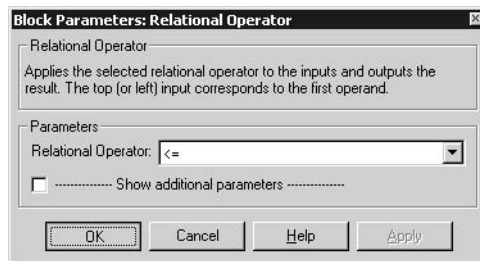 Block Parameters: Relational Operator
Relational Operator
Applies the selected relational operator to the inputs and outputs the
result. The top (or left) input corresponds to the first operand.
Parameters
Relational Operator: <=
-------------- Show additional parameters --------------
OK Cancel Help Apply